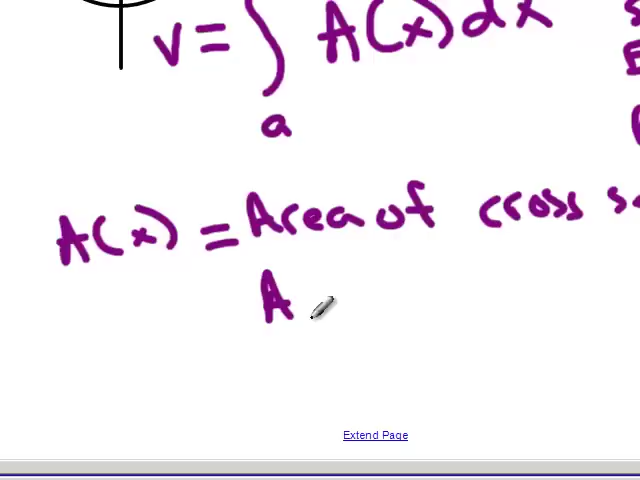 V = ∫ A(x) dx
a
A(x) = Area of cross
A
Extend Page